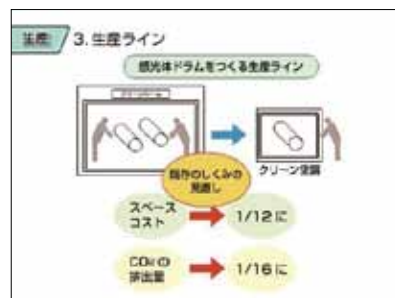 生産 3. 生産ライン
感光体ドラムをつくる生産ライン
クリーン空調
既存のしくみの
見直し
スペース
コスト
1/12に
CO₂の
排出量
1/16に